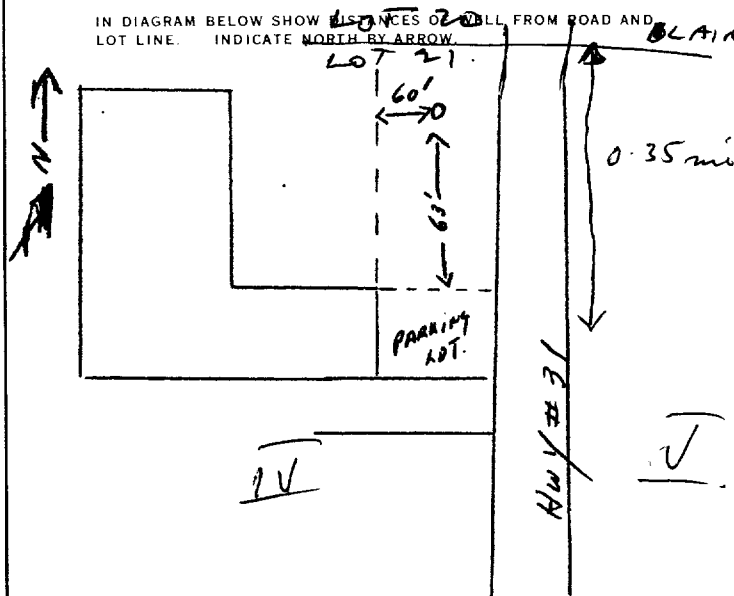 IN DIAGRAM BELOW SHOW DISTANCES OF WELL FROM ROAD AND
LOT LINE. INDICATE NORTH BY ARROW.
LOT 20
LOT 21
60'
0.35
N
63'
PARKING
LOT.
HWY #31
IV
V